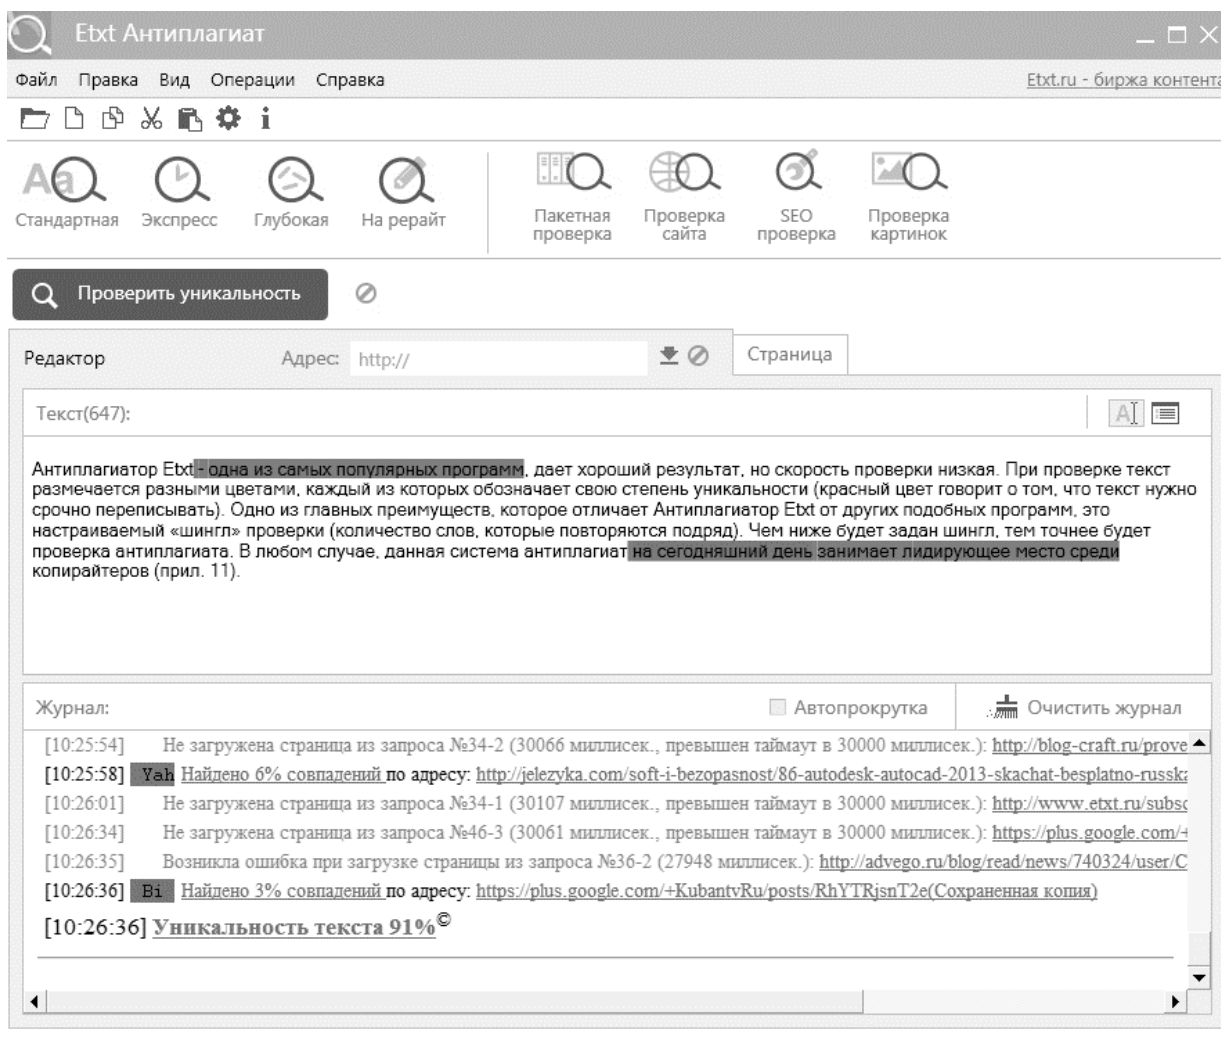 Etxt Антиплагиат
Файл Правка Вид Операции Справка Etxt.ru - биржа контента
Aa
Стандартная Экспресс Глубокая На рерайт Пакетная проверка Проверка сайта SEO проверка Проверка картинок
Проверить уникальность
Редактор Адрес: http:// Страница
Текст(647):
Антиплагиатор Etxt - одна из самых популярных программ, дает хороший результат, но скорость проверки низкая. При проверке текст
размечается разными цветами, каждый из которых обозначает свою степень уникальности (красный цвет говорит о том, что текст нужно
срочно переписывать). Одно из главных преимуществ, которое отличает Антиплагиатор Etxt от других подобных программ, это
настраиваемый «шингл» проверки (количество слов, которые повторяются подряд). Чем ниже будет задан шингл, тем точнее будет
проверка антиплагиата. В любом случае, данная система антиплагиат на сегодняшний день занимает лидирующее место среди
копирайтеров (прил. 11).
Журнал: Автопрокрутка Очистить журнал
[10:25:54] Не загружена страница из запроса №34-2 (30066 миллисек., превышен таймаут в 30000 миллисек.): http://blog-craft.ru/prove
[10:25:58] Yah Найдено 6% совпадений по адресу: http://jelezyka.com/soft-i-bezopasnost/86-autodesk-autocad-2013-skachat-besplatno-russka
[10:26:01] Не загружена страница из запроса №34-1 (30107 миллисек., превышен таймаут в 30000 миллисек.): http://www.etxt.ru/subsc
[10:26:34] Не загружена страница из запроса №46-3 (30061 миллисек., превышен таймаут в 30000 миллисек.): https://plus.google.com/+
[10:26:35] Возникла ошибка при загрузке страницы из запроса №36-2 (27948 миллисек.): http://advego.ru/blog/read/news/740324/user/C
[10:26:36] Bi Найдено 3% совпадений по адресу: https://plus.google.com/+KubantvRu/posts/RhYTRjsnT2e(Сохраненная копия)
[10:26:36] Уникальность текста 91%©